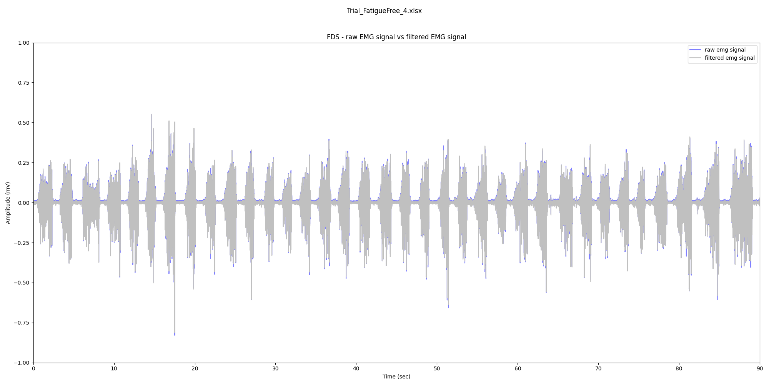 Trial_FatigueFree_4.xlsx
FDS - raw EMG signal vs filtered EMG signal
raw emg signal
filtered emg signal
1.00
0.75
0.50
0.25
0.00
−0.25
−0.50
−0.75
−1.00
Amplitude (mV)
0 10 20 30 40 50 60 70 80 90
Time (sec)